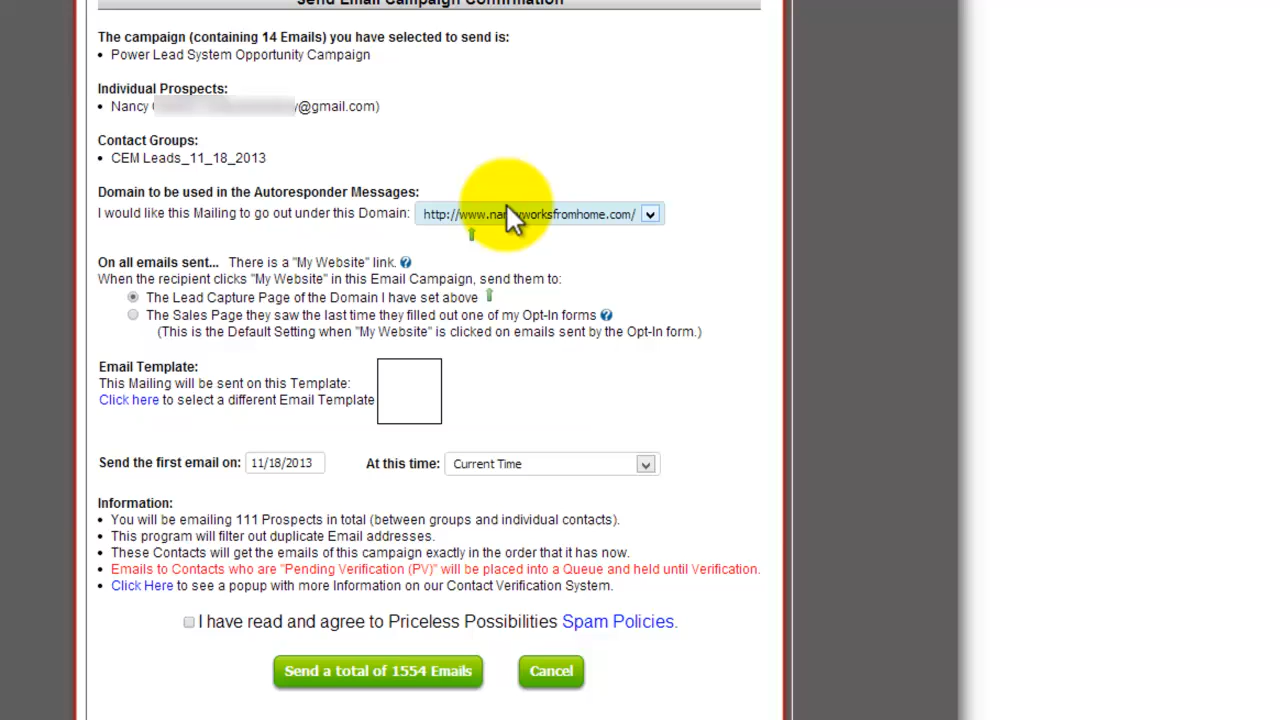 Send Email Campaign Confirmation
The campaign (containing 14 Emails) you have selected to send is:
• Power Lead System Opportunity Campaign
Individual Prospects:
• Nancy @gmail.com)
Contact Groups:
• CEM Leads_11_18_2013
Domain to be used in the Autoresponder Messages:
I would like this Mailing to go out under this Domain: http://www.nancyworksfromhome.com/
On all emails sent... There is a "My Website" link.
When the recipient clicks "My Website" in this Email Campaign, send them to:
The Lead Capture Page of the Domain I have set above
The Sales Page they saw the last time they filled out one of my Opt-In forms
(This is the Default Setting when "My Website" is clicked on emails sent by the Opt-In form.)
Email Template:
This Mailing will be sent on this Template:
Click here to select a different Email Template
Send the first email on: 11/18/2013 At this time: Current Time
Information:
• You will be emailing 111 Prospects in total (between groups and individual contacts).
• This program will filter out duplicate Email addresses.
• These Contacts will get the emails of this campaign exactly in the order that it has now.
• Emails to Contacts who are "Pending Verification (PV)" will be placed into a Queue and held until Verification.
• Click Here to see a popup with more Information on our Contact Verification System.
I have read and agree to Priceless Possibilities Spam Policies.
Send a total of 1554 Emails Cancel